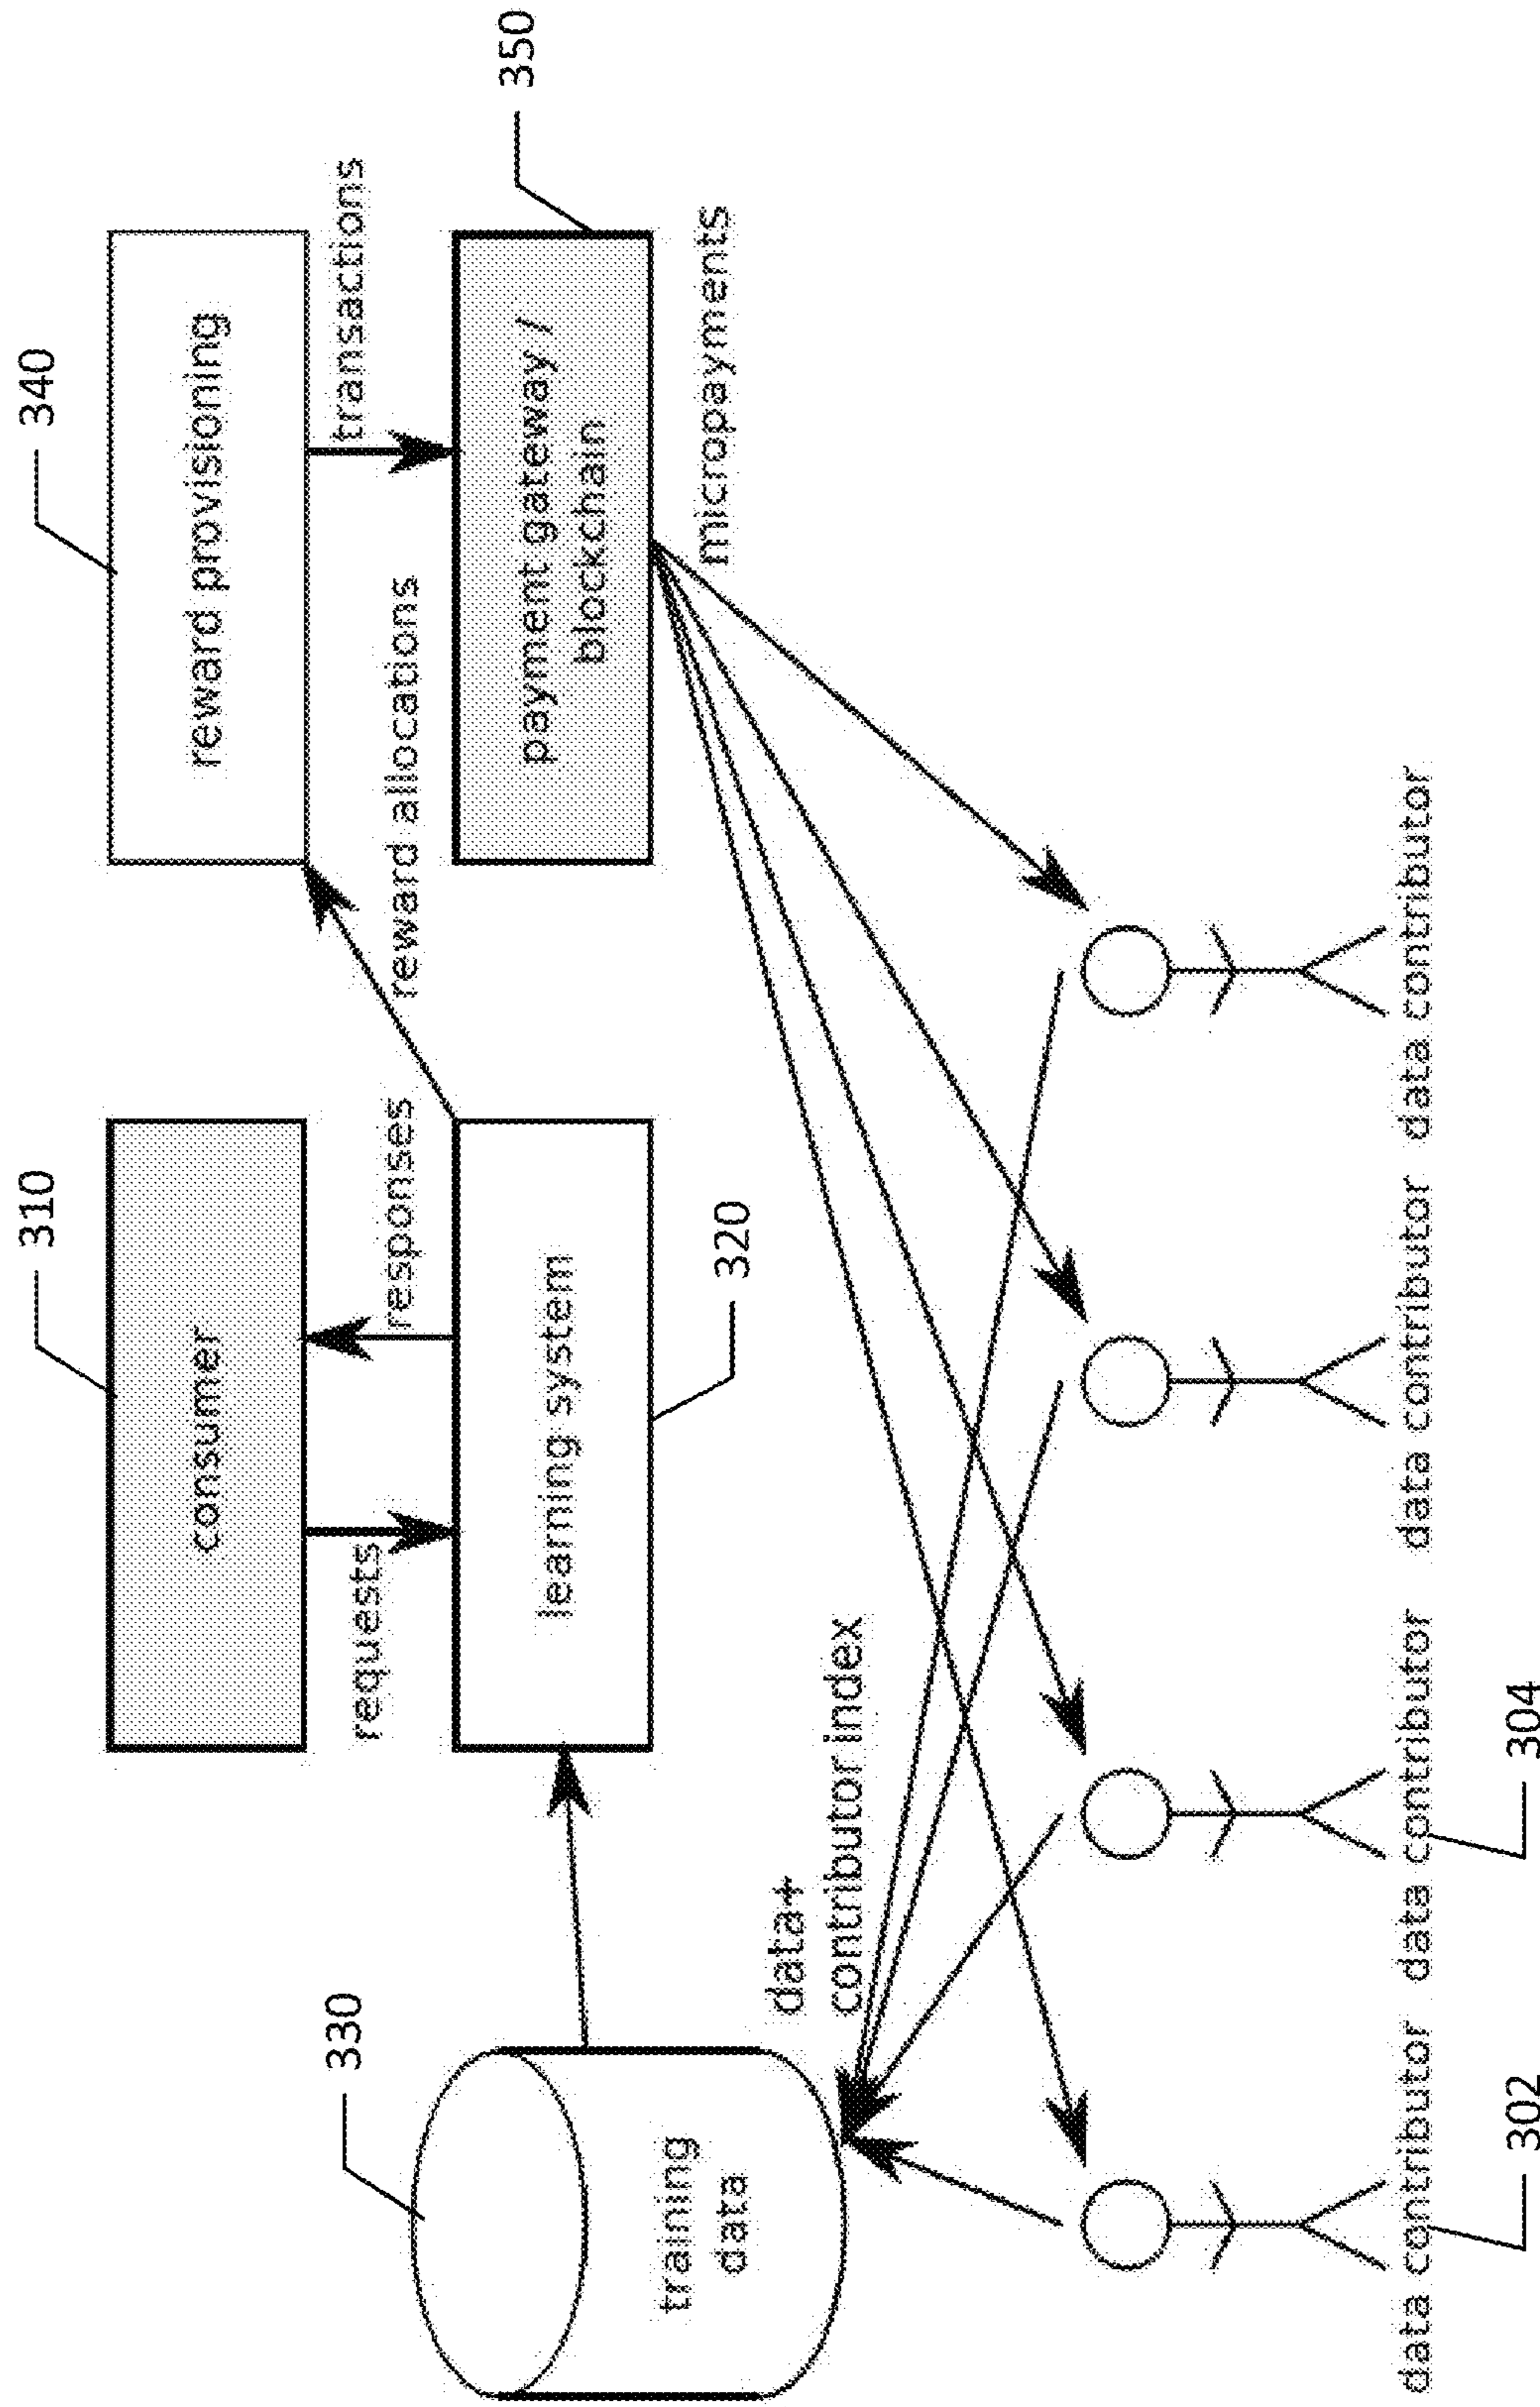 310
340
consumer
reward provisioning
330
requests
responses
reward allocations
transactions
350
learning system
payment gateway /
blockchain
training
data
320
micropayments
data+
contributor index
data contributor
data contributor
data contributor
data contributor
302
304